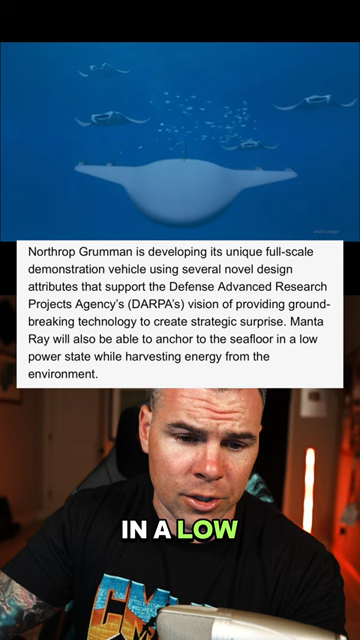 Northrop Grumman is developing its unique full-scale
demonstration vehicle using several novel design
attributes that support the Defense Advanced Research
Projects Agency's (DARPA's) vision of providing ground-
breaking technology to create strategic surprise. Manta
Ray will also be able to anchor to the seafloor in a low
power state while harvesting energy from the
environment.
IN A LOW